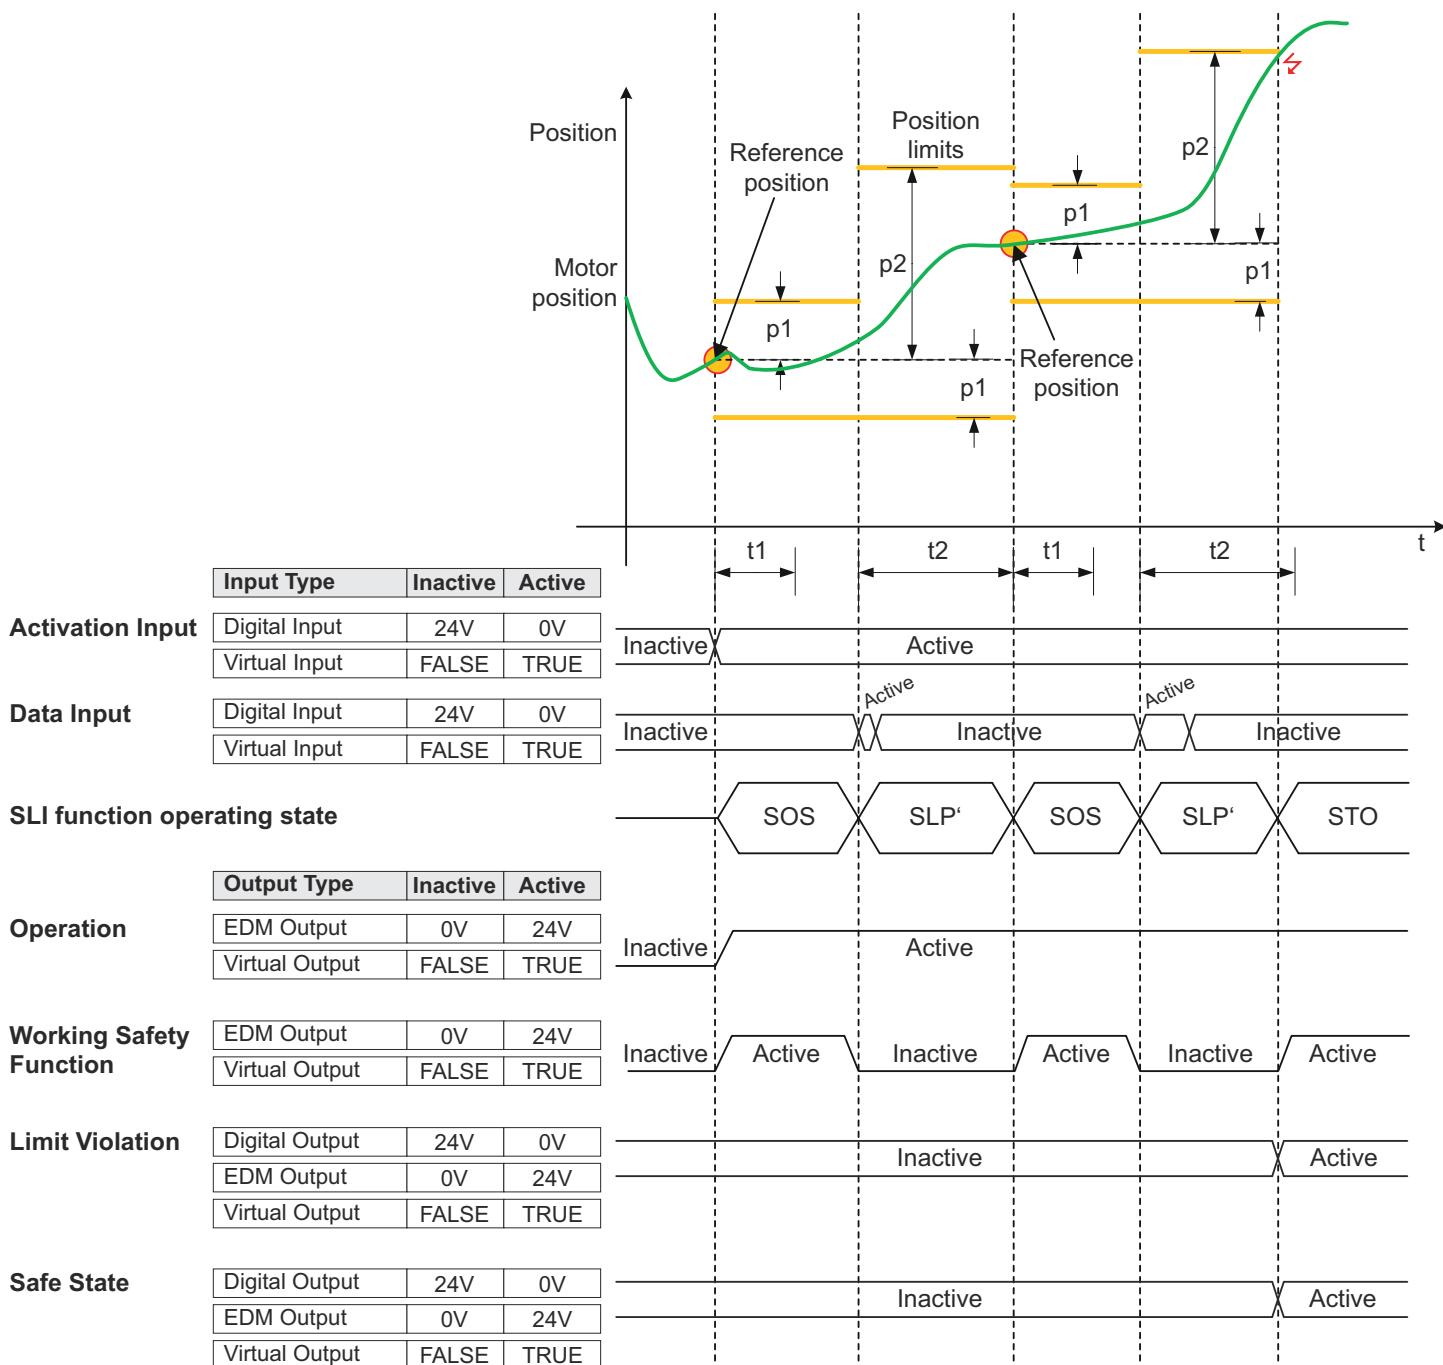 Position
Motor
position
Reference
position
Position
limits
p1
p2
p1
p1
p2
p1
Reference
position
t
t1
t2
t1
t2
Input Type Inactive Active
Activation Input Digital Input 24V 0V
Virtual Input FALSE TRUE
Inactive Active
Data Input Digital Input 24V 0V
Virtual Input FALSE TRUE
Inactive Active Inactive Active Inactive
SLI function operating state SOS SLP‘ SOS SLP‘ STO
Output Type Inactive Active
Operation EDM Output 0V 24V
Virtual Output FALSE TRUE
Inactive Active
Working Safety
Function
EDM Output 0V 24V
Virtual Output FALSE TRUE
Inactive Active Inactive Active Inactive Active
Limit Violation Digital Output 24V 0V
EDM Output 0V 24V
Virtual Output FALSE TRUE
Inactive Active
Safe State Digital Output 24V 0V
EDM Output 0V 24V
Virtual Output FALSE TRUE
Inactive Active